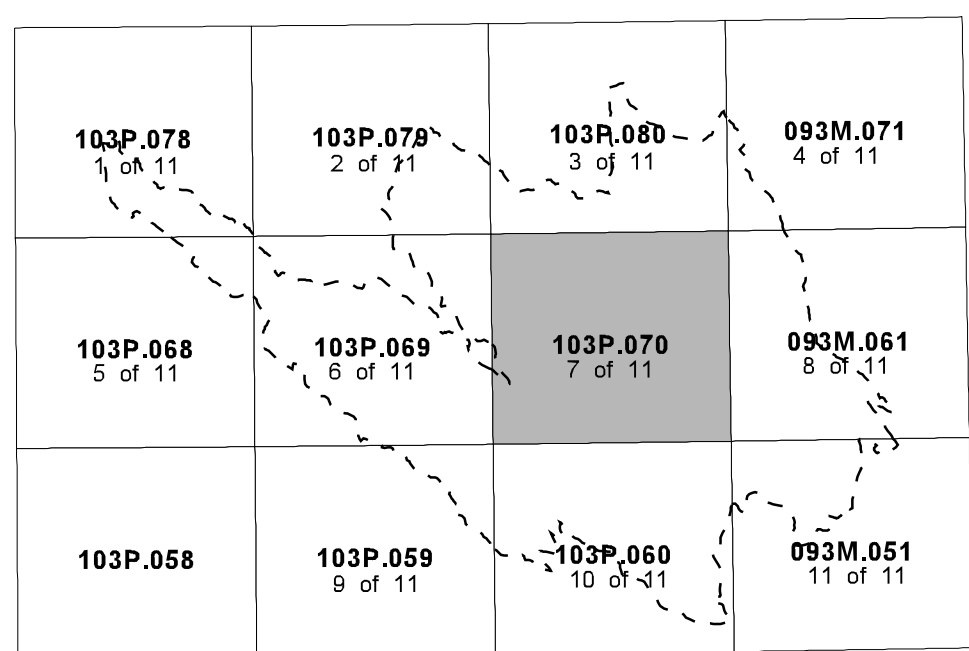 103P.078
1 of 11
103P.079
2 of 11
103P.080
3 of 11
093M.071
4 of 11
103P.068
5 of 11
103P.069
6 of 11
103P.070
7 of 11
093M.061
8 of 11
103P.058
103P.059
9 of 11
103P.060
10 of 11
093M.051
11 of 11